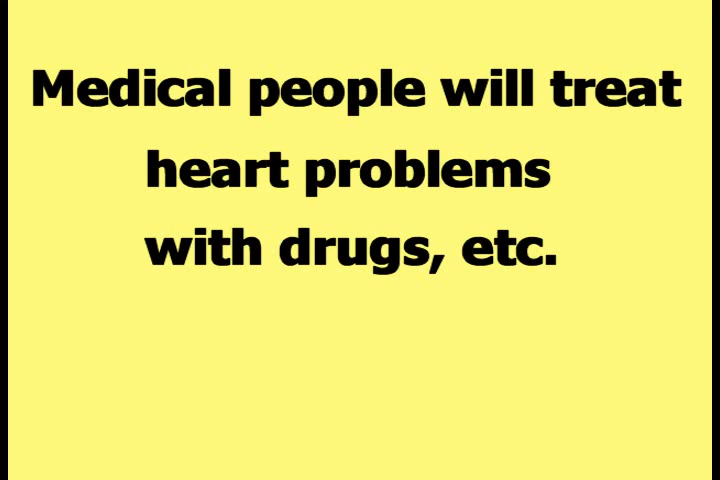 Medical people will treat
heart problems
with drugs, etc.